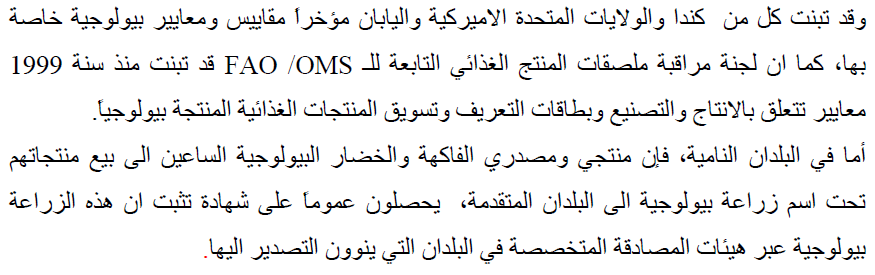 وقد تبنت كل من كندا والولايات المتحدة الاميركية واليابان مؤخراً مقاييس ومعايير بيولوجية خاصة
بها، كما ان لجنة مراقبة ملصقات المنتج الغذائي التابعة للـ FAO /OMS قد تبنت منذ سنة 1999
معايير تتعلق بالانتاج والتصنيع وبطاقات التعريف وتسويق المنتجات الغذائية المنتجة بيولوجياً.
أما في البلدان النامية، فإن منتجي ومصدري الفاكهة والخضار البيولوجية الساعين الى بيع منتجاتهم
تحت اسم زراعة بيولوجية الى البلدان المتقدمة، يحصلون عموماً على شهادة تثبت ان هذه الزراعة
بيولوجية عبر هيئات المصادقة المتخصصة في البلدان التي ينوون التصدير اليها.